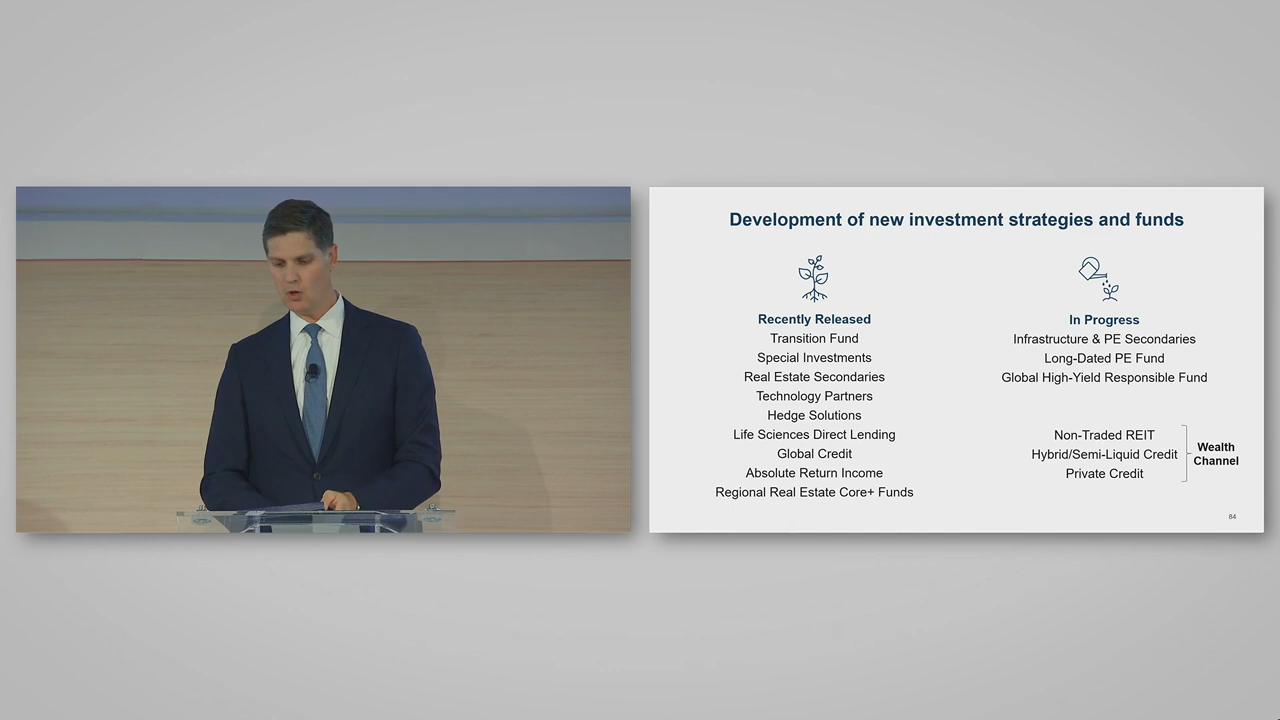 Development of new investment strategies and funds
Recently Released
Transition Fund
Special Investments
Real Estate Secondaries
Technology Partners
Hedge Solutions
Life Sciences Direct Lending
Global Credit
Absolute Return Income
Regional Real Estate Core+ Funds
In Progress
Infrastructure & PE Secondaries
Long-Dated PE Fund
Global High-Yield Responsible Fund
Non-Traded REIT
Hybrid/Semi-Liquid Credit
Private Credit
Wealth
Channel
84